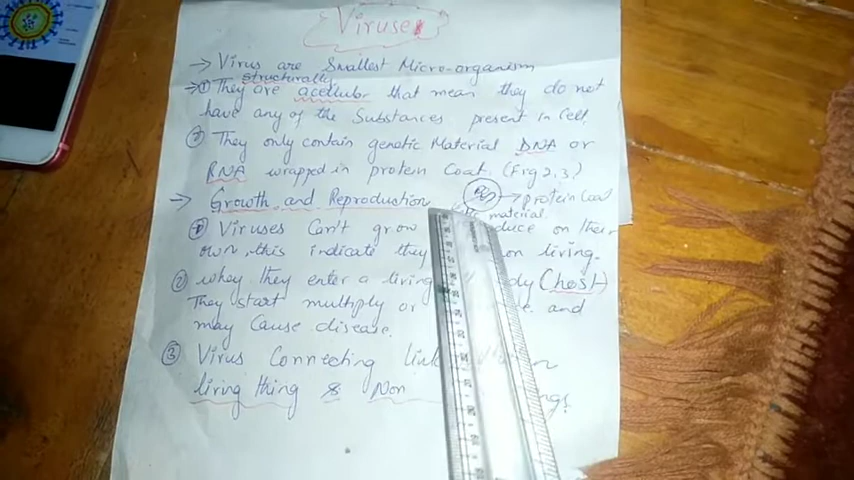 Viruse
→ Virus are Smallest Micro-organism
structurally
→ ① They are acellular that mean they do not
have any of the Substances present in Cell.
② They only contain genetic Material DNA or
RNA wrapped in protein Coat. (Fig 2,3)
→ Growth and Reproduction
→ protein Coat
material
① Viruses Can't grow on their
own, this indicate they on living.
② whey They enter a living dy (host)
They start multiply or and
may Cause disease.
③ Virus Connecting
living thing & Non